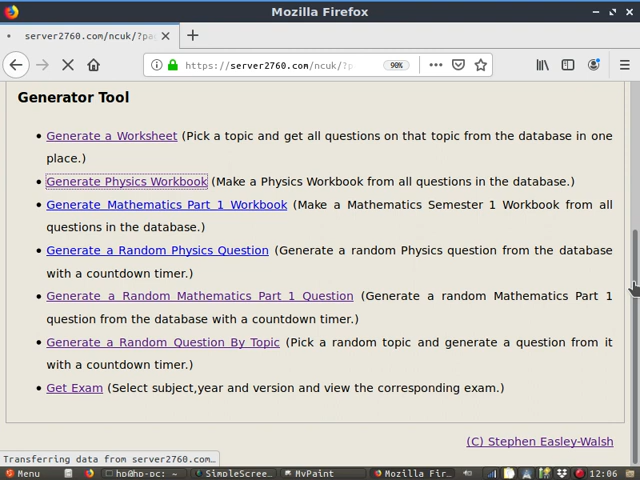 Mozilla Firefox
server2760.com/ncuk/?pa
https://server2760.com/ncuk/?p
90%
Generator Tool
• Generate a Worksheet (Pick a topic and get all questions on that topic from the database in one
place.)
• Generate Physics Workbook (Make a Physics Workbook from all questions in the database.)
• Generate Mathematics Part 1 Workbook (Make a Mathematics Semester 1 Workbook from all
questions in the database.)
• Generate a Random Physics Question (Generate a random Physics question from the database
with a countdown timer.)
• Generate a Random Mathematics Part 1 Question (Generate a random Mathematics Part 1
question from the database with a countdown timer.)
• Generate a Random Question By Topic (Pick a random topic and generate a question from it
with a countdown timer.)
• Get Exam (Select subject,year and version and view the corresponding exam.)
(C) Stephen Easley-Walsh
Transferring data from server2760.com...
Menu hp@hp-pc: ~ SimpleScree... MyPaint Mozilla Fir... 12:06